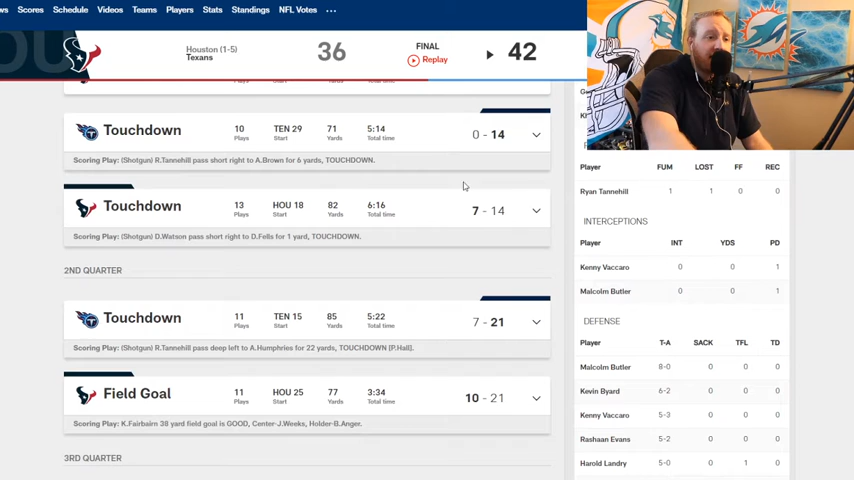 ws Scores Schedule Videos Teams Players Stats Standings NFL Votes
Houston (1-5)
Texans
36
FINAL
Replay
42
Plays Start Yards Total time
Touchdown 10 TEN 29 71 5:14 0 - 14
Plays Start Yards Total time
Scoring Play: (Shotgun) R.Tannehill pass short right to A.Brown for 6 yards, TOUCHDOWN.
Touchdown 13 HOU 18 82 6:16 7 - 14
Plays Start Yards Total time
Scoring Play: (Shotgun) D.Watson pass short right to D.Fells for 1 yard, TOUCHDOWN.
2ND QUARTER
Touchdown 11 TEN 15 85 5:22 7 - 21
Plays Start Yards Total time
Scoring Play: (Shotgun) R.Tannehill pass deep left to A.Humphries for 22 yards, TOUCHDOWN [P.Hall].
Field Goal 11 HOU 25 77 3:34 10 - 21
Plays Start Yards Total time
Scoring Play: K.Fairbairn 38 yard field goal is GOOD, Center-J.Weeks, Holder-B.Anger.
3RD QUARTER
Player FUM LOST FF REC
Ryan Tannehill 1 1 0 0
INTERCEPTIONS
Player INT YDS PD
Kenny Vaccaro 0 0 1
Malcolm Butler 0 0 1
DEFENSE
Player T-A SACK TFL TD
Malcolm Butler 8-0 0 0 0
Kevin Byard 6-2 0 0 0
Kenny Vaccaro 5-3 0 0 0
Rashaan Evans 5-2 0 0 0
Harold Landry 5-0 0 1 0